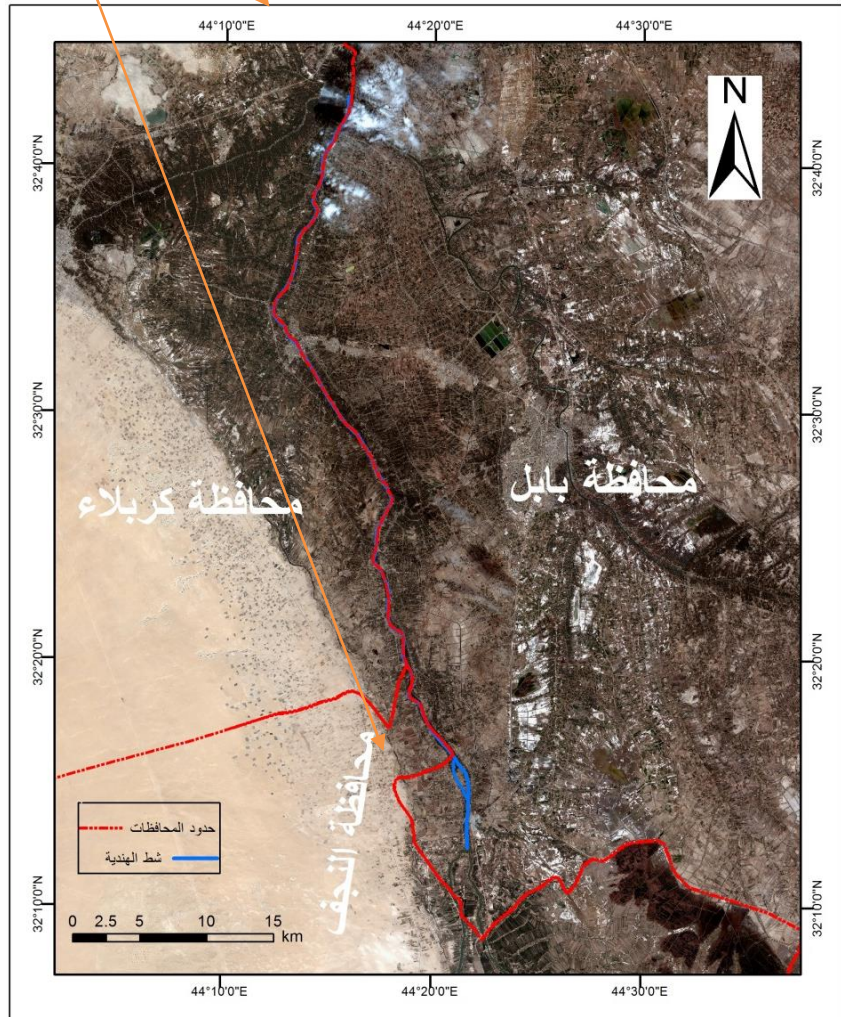 44°10'0"E 44°20'0"E 44°30'0"E
N
32°40'0"N 32°40'0"N
32°30'0"N 32°30'0"N
محافظة بابل
محافظة كربلاء
32°20'0"N 32°20'0"N
محافظة النجف
حدود المحافظات
شط الهندية
32°10'0"N 32°10'0"N
0 2.5 5 10 15
km
44°10'0"E 44°20'0"E 44°30'0"E